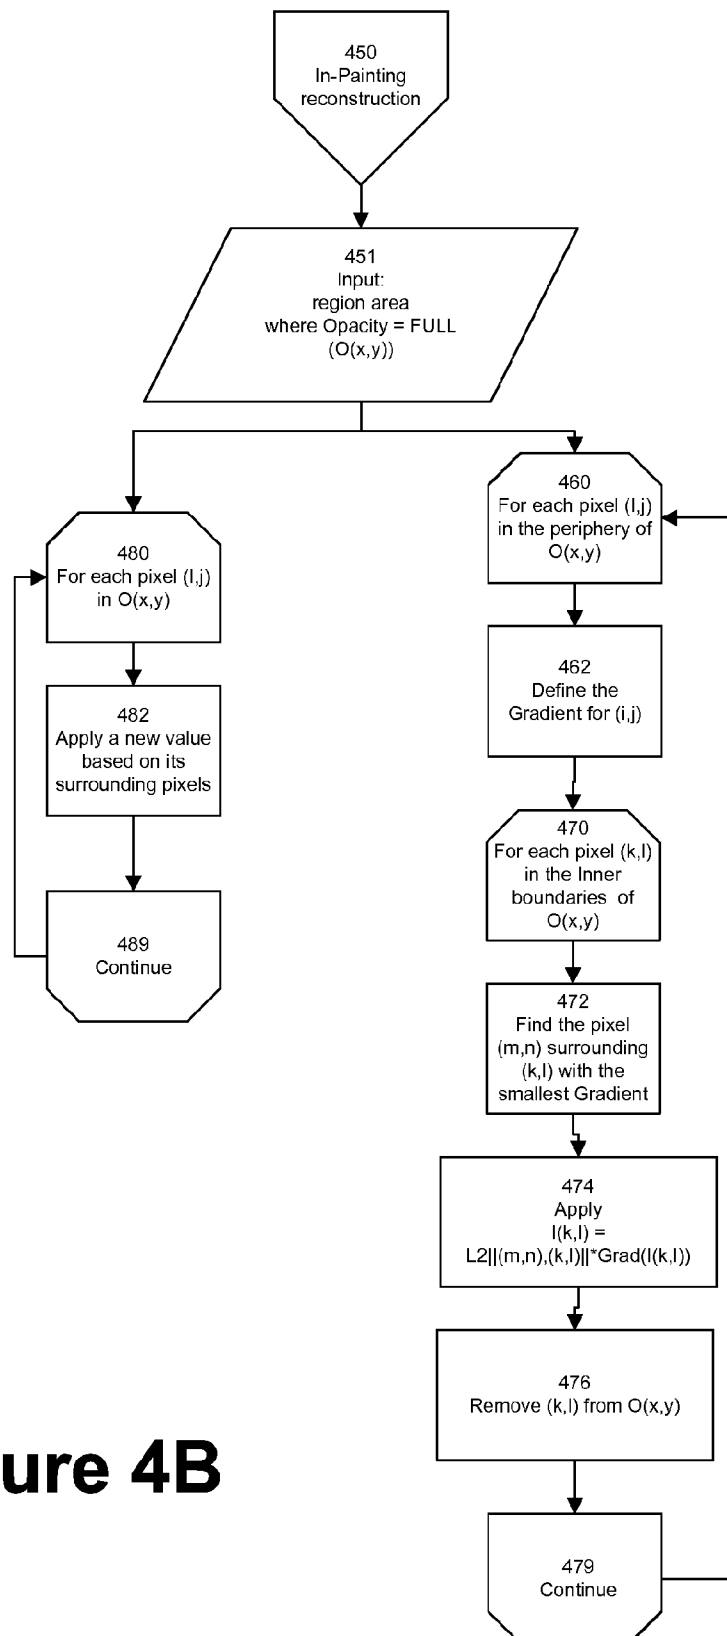 450
In-Painting
reconstruction
451
Input:
region area
where Opacity = FULL
(O(x,y))
480
For each pixel (I,j)
in O(x,y)
482
Apply a new value
based on its
surrounding pixels
489
Continue
460
For each pixel (I,j)
in the periphery of
O(x,y)
462
Define the
Gradient for (i,j)
470
For each pixel (k,l)
in the Inner
boundaries of
O(x,y)
472
Find the pixel
(m,n) surrounding
(k,l) with the
smallest Gradient
474
Apply
I(k,l) =
L2||(m,n),(k,l)||*Grad(I(k,l))
476
Remove (k,l) from O(x,y)
479
Continue
ure 4B